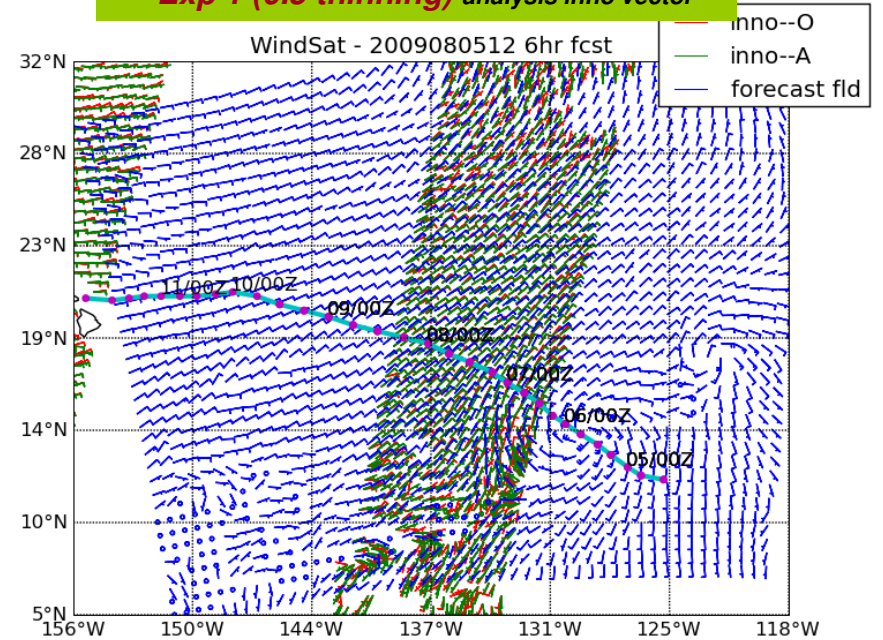 analysis inno vector
WindSat - 2009080512 6hr fcst
inno--O
inno--A
forecast fld
32°N
28°N
23°N
19°N
14°N
10°N
5°N
11/00Z
10/00Z
09/00Z
08/00Z
07/00Z
06/00Z
05/00Z
156°W
150°W
144°W
137°W
131°W
125°W
118°W